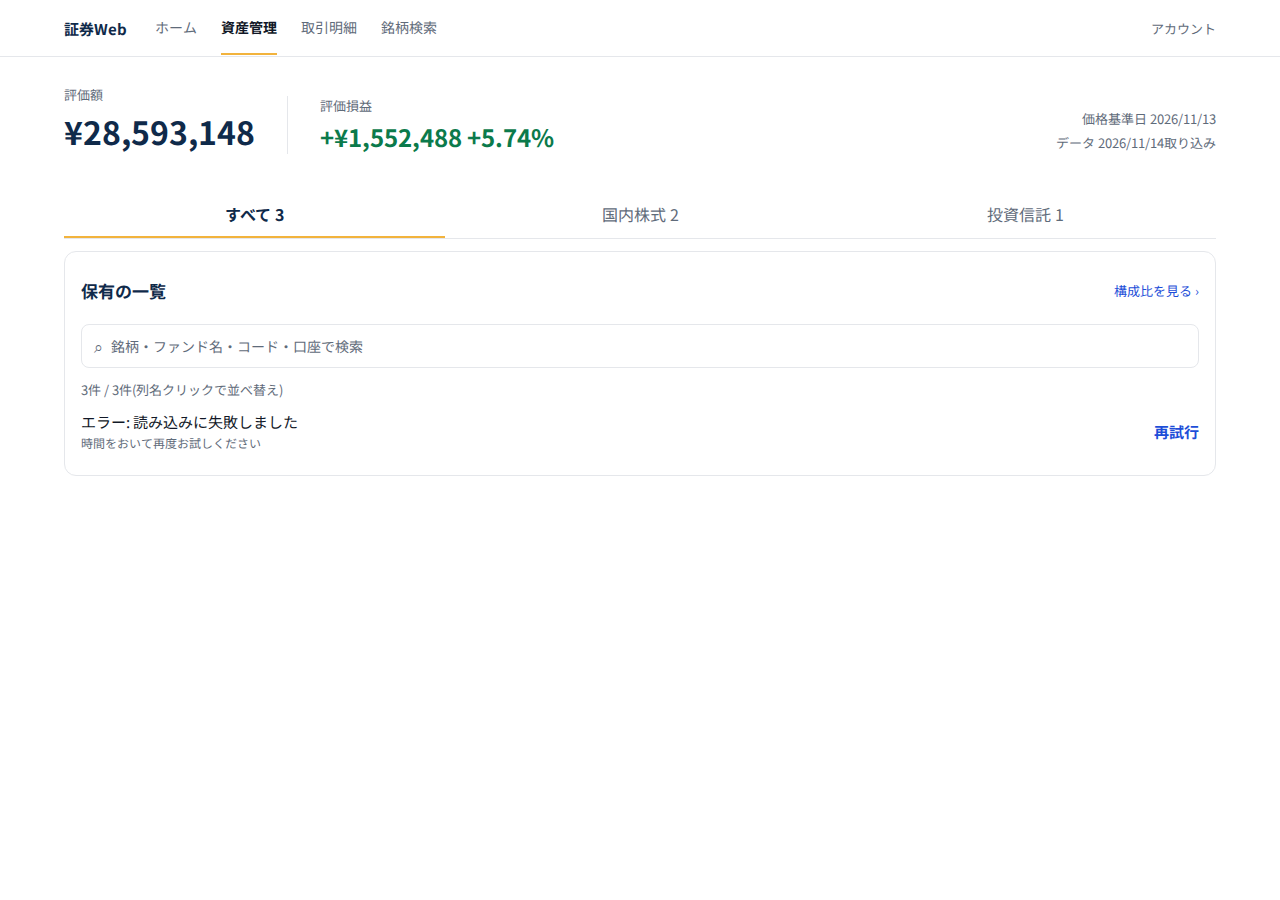 証券Web ホーム 資産管理 取引明細 銘柄検索 アカウント
評価額
¥28,593,148
評価損益
+¥1,552,488 +5.74%
価格基準日 2026/11/13
データ 2026/11/14取り込み
すべて 3 国内株式 2 投資信託 1
保有の一覧 構成比を見る ›
⌕ 銘柄・ファンド名・コード・口座で検索
3件 / 3件(列名クリックで並べ替え)
エラー: 読み込みに失敗しました
時間をおいて再度お試しください
再試行